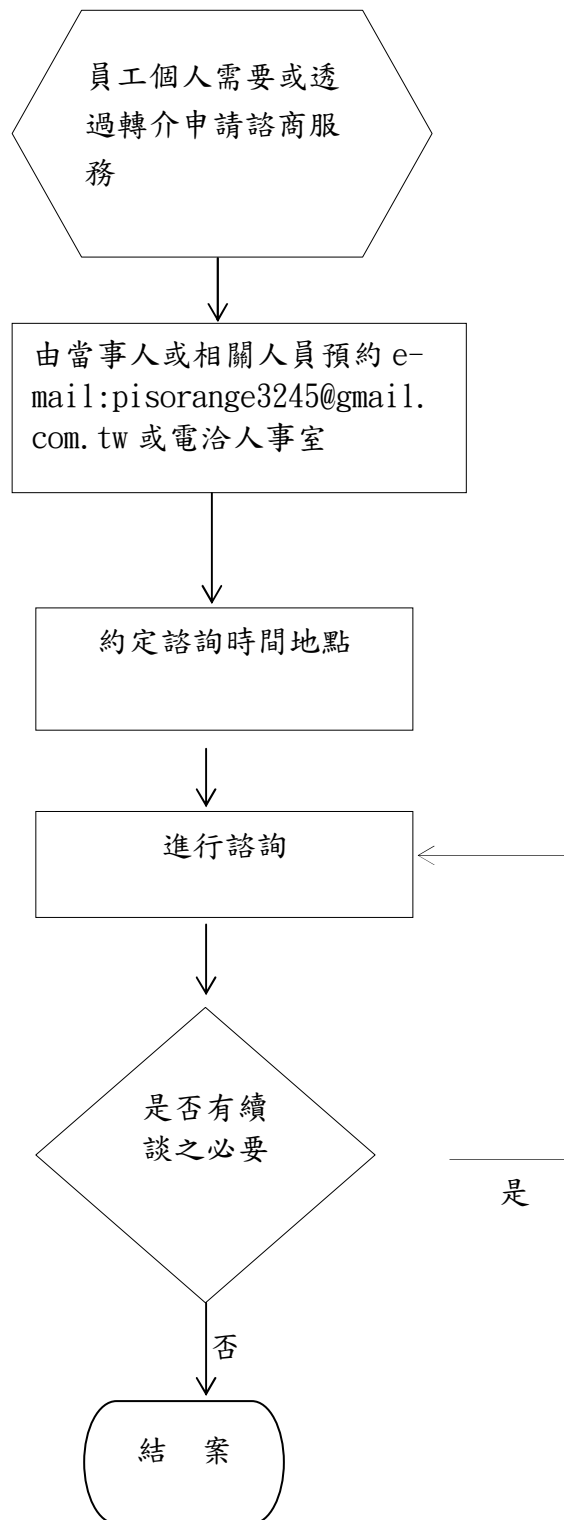 員工個人需要或透
過轉介申請諮商服
務
由當事人或相關人員預約 e-
mail:pisorange3245@gmail.
com.tw 或電洽人事室
約定諮詢時間地點
進行諮詢
是否有續
談之必要
是
否
結 案